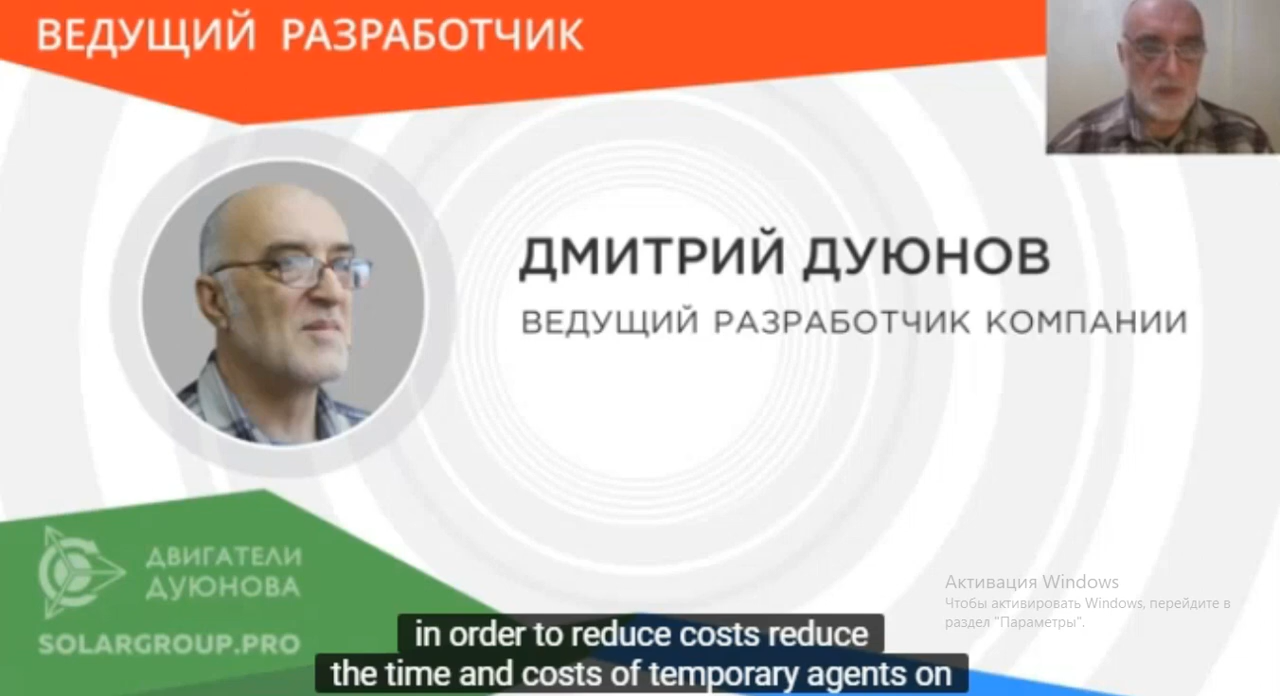 ВЕДУЩИЙ РАЗРАБОТЧИК
ДМИТРИЙ ДУЮНОВ
ВЕДУЩИЙ РАЗРАБОТЧИК КОМПАНИИ
ДВИГАТЕЛИ
ДУЮНОВА
SOLARGROUP.PRO
Активация Windows
Чтобы активировать Windows, перейдите в
раздел "Параметры".
in order to reduce costs reduce
the time and costs of temporary agents on